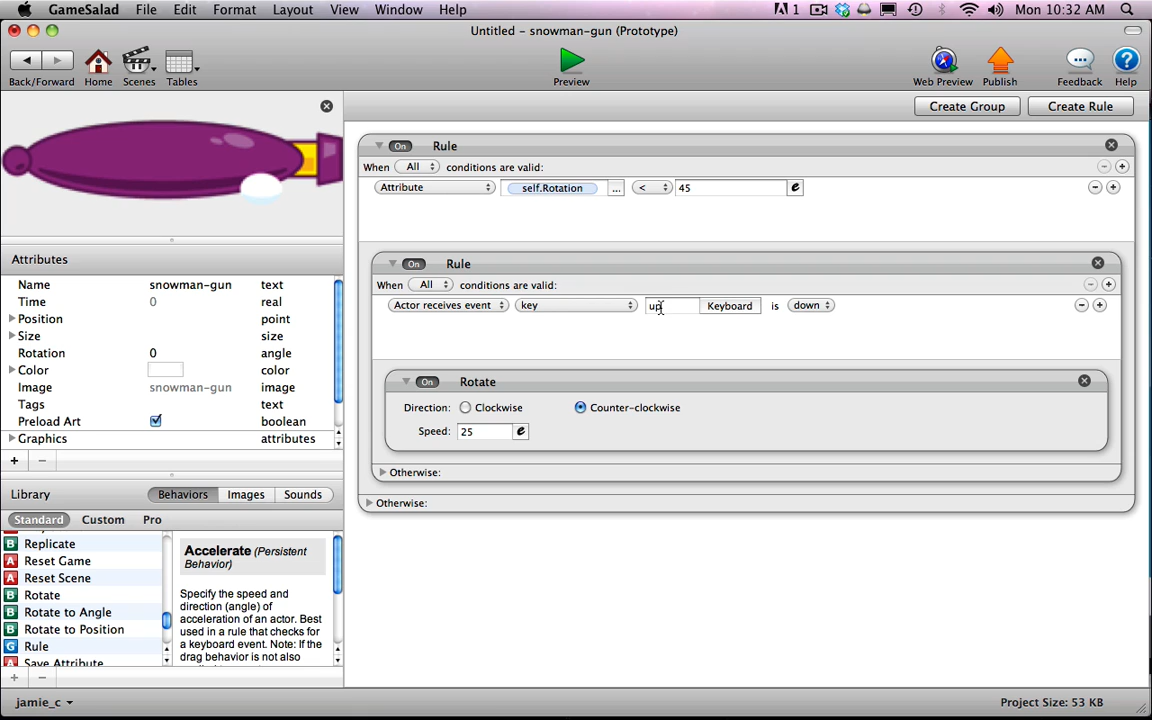 GameSalad File Edit Format Layout View Window Help 1 Mon 10:32 AM
Untitled – snowman-gun (Prototype)
Back/Forward Home Scenes Tables Preview Web Preview Publish Feedback Help
Create Group Create Rule
On Rule
When All conditions are valid:
Attribute self.Rotation ... < 45 e
On Rule
When All conditions are valid:
Actor receives event key up Keyboard is down
On Rotate
Direction: Clockwise Counter-clockwise
Speed: 25 e
Otherwise:
Otherwise:
Attributes
Name snowman-gun text
Time 0 real
Position point
Size size
Rotation 0 angle
Color color
Image snowman-gun image
Tags text
Preload Art boolean
Graphics attributes
Library Behaviors Images Sounds
Standard Custom Pro
B Replicate
A Reset Game
A Reset Scene
B Rotate
B Rotate to Angle
B Rotate to Position
G Rule
A Save Attribute
Accelerate (Persistent
Behavior)
Specify the speed and
direction (angle) of
acceleration of an actor. Best
used in a rule that checks for
a keyboard event. Note: If the
drag behavior is not also
jamie_c Project Size: 53 KB